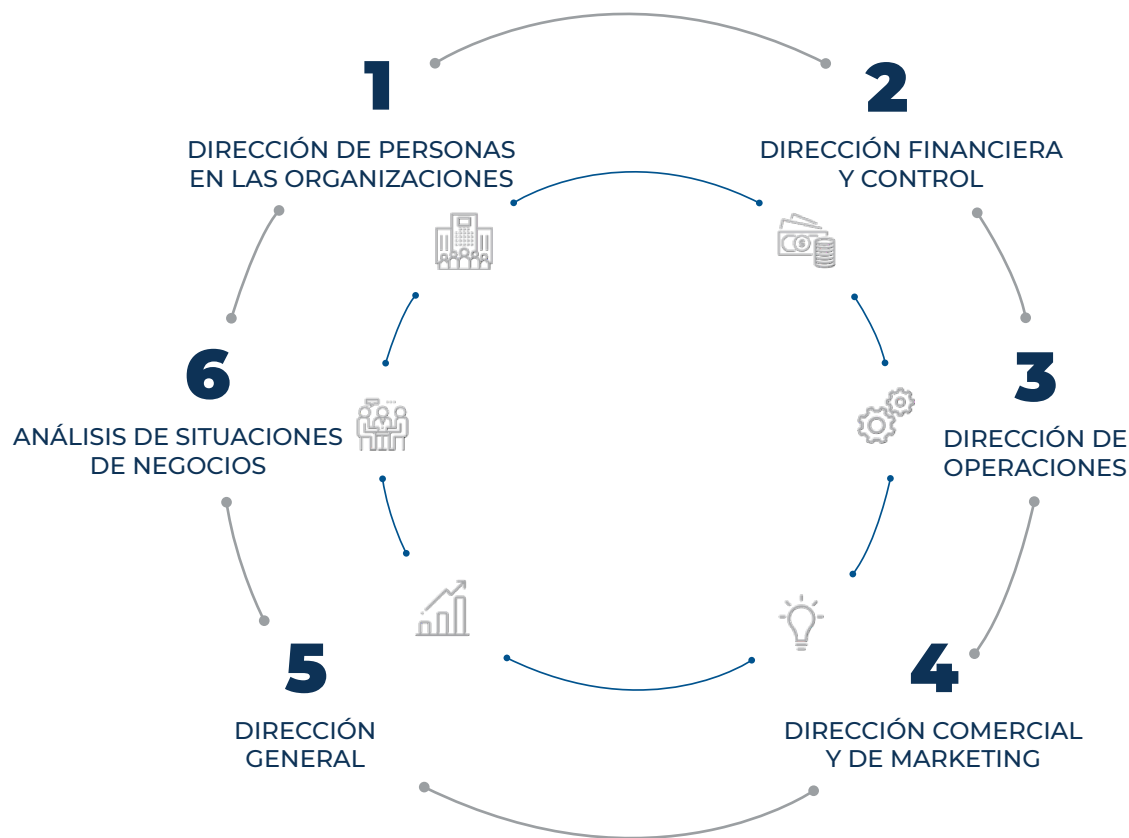 1
DIRECCIÓN DE PERSONAS
EN LAS ORGANIZACIONES
2
DIRECCIÓN FINANCIERA
Y CONTROL
3
DIRECCIÓN DE
OPERACIONES
4
DIRECCIÓN COMERCIAL
Y DE MARKETING
5
DIRECCIÓN
GENERAL
6
ANÁLISIS DE SITUACIONES
DE NEGOCIOS